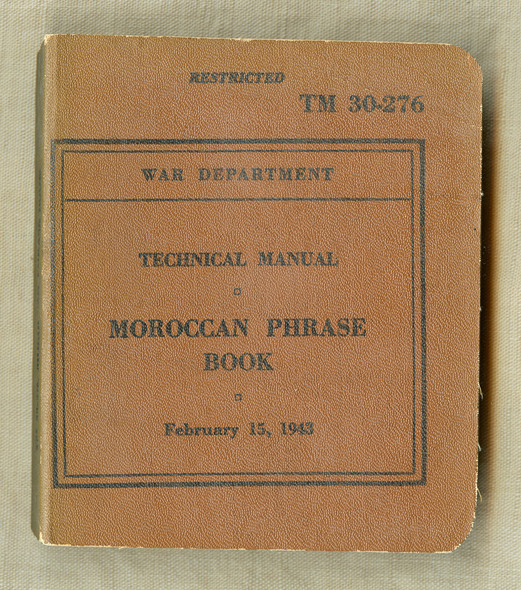 RESTRICTED
TM 30-276
WAR DEPARTMENT
TECHNICAL MANUAL
MOROCCAN PHRASE
BOOK
February 15, 1943